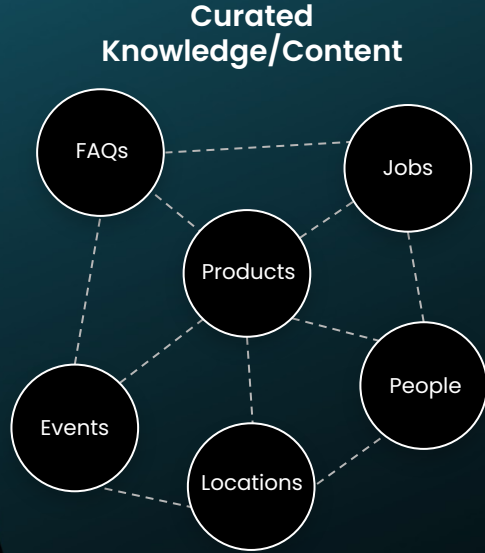 Curated
Knowledge/Content
FAQs
Jobs
Products
People
Events
Locations